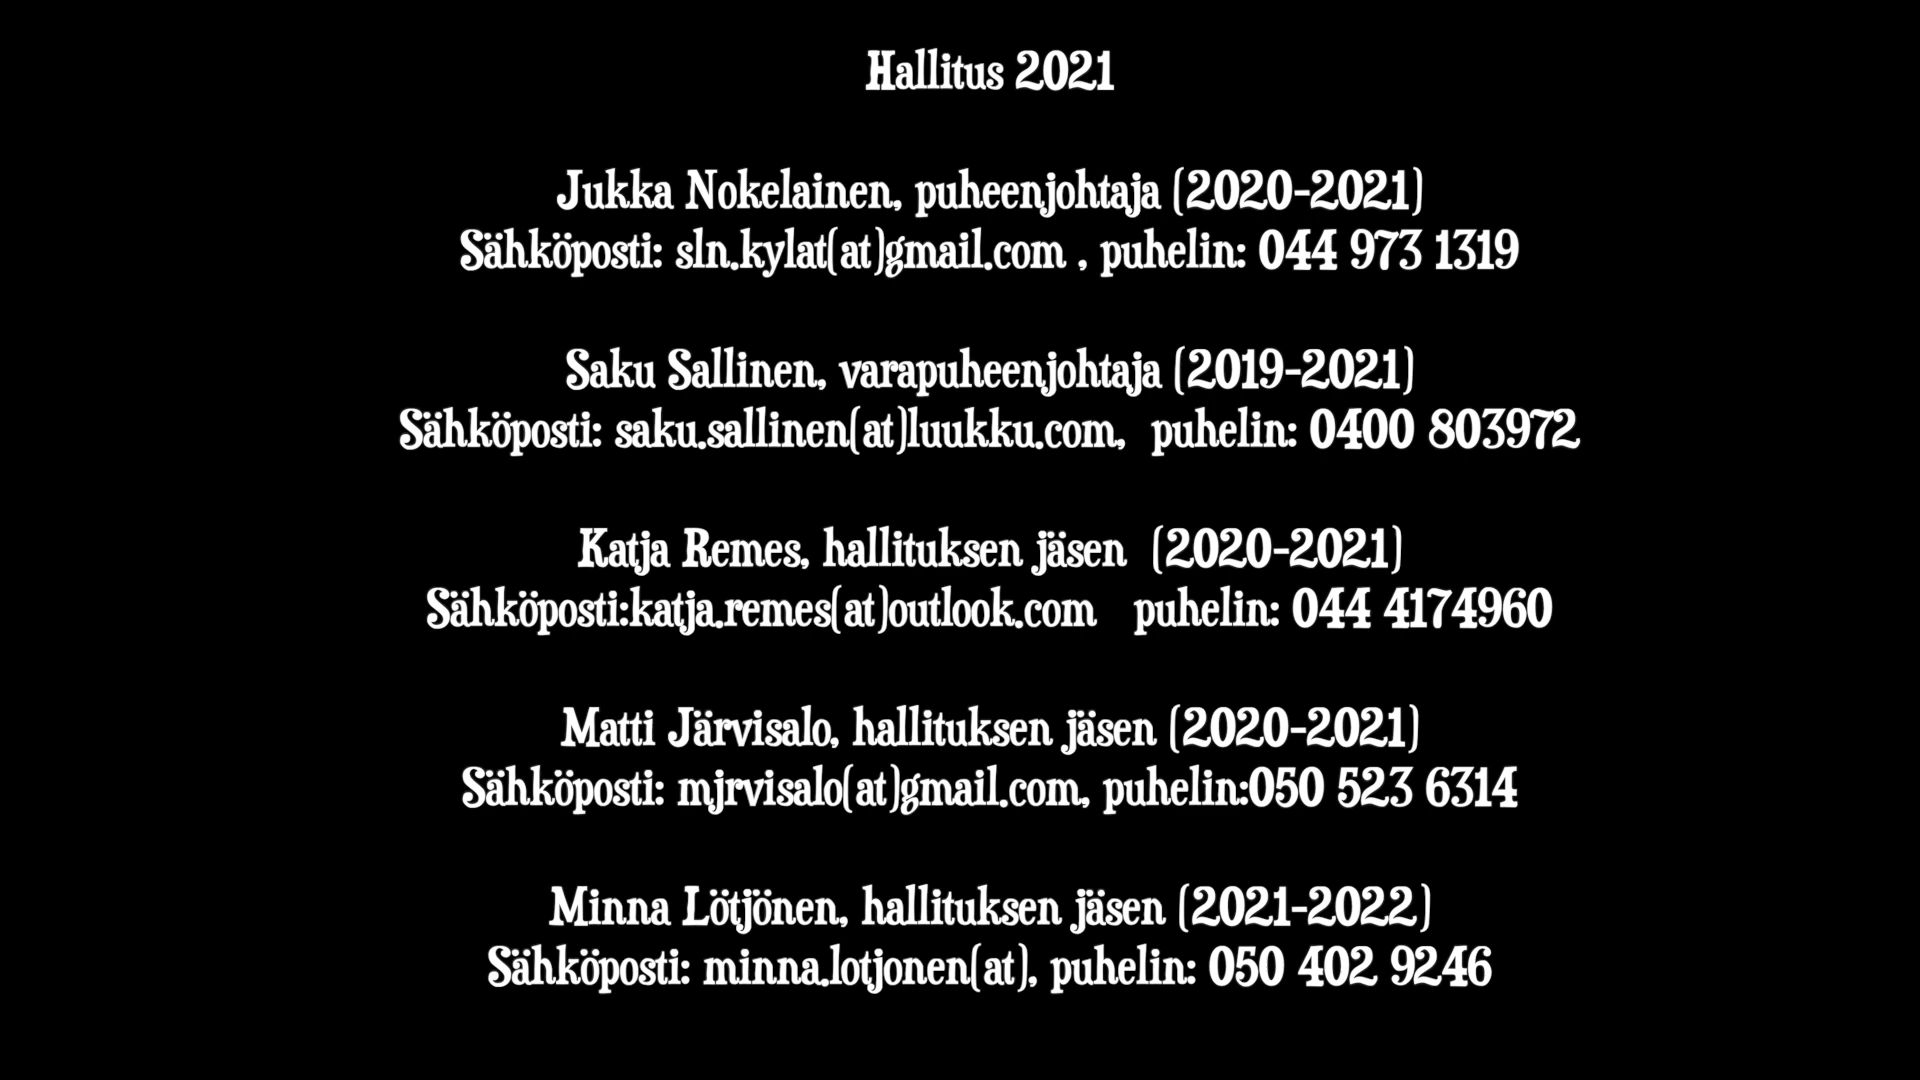 Hallitus 2021
Jukka Nokelainen, puheenjohtaja (2020-2021)
Sähköposti: sln.kylat(at)gmail.com , puhelin: 044 973 1319
Saku Sallinen, varapuheenjohtaja (2019-2021)
Sähköposti: saku.sallinen(at)luukku.com,  puhelin: 0400 803972
Katja Remes, hallituksen jäsen  (2020-2021)
Sähköposti:katja.remes(at)outlook.com   puhelin: 044 4174960
Matti Järvisalo, hallituksen jäsen (2020-2021)
Sähköposti: mjrvisalo(at)gmail.com, puhelin:050 523 6314
Minna Lötjönen, hallituksen jäsen (2021-2022)
Sähköposti: minna.lotjonen(at), puhelin: 050 402 9246